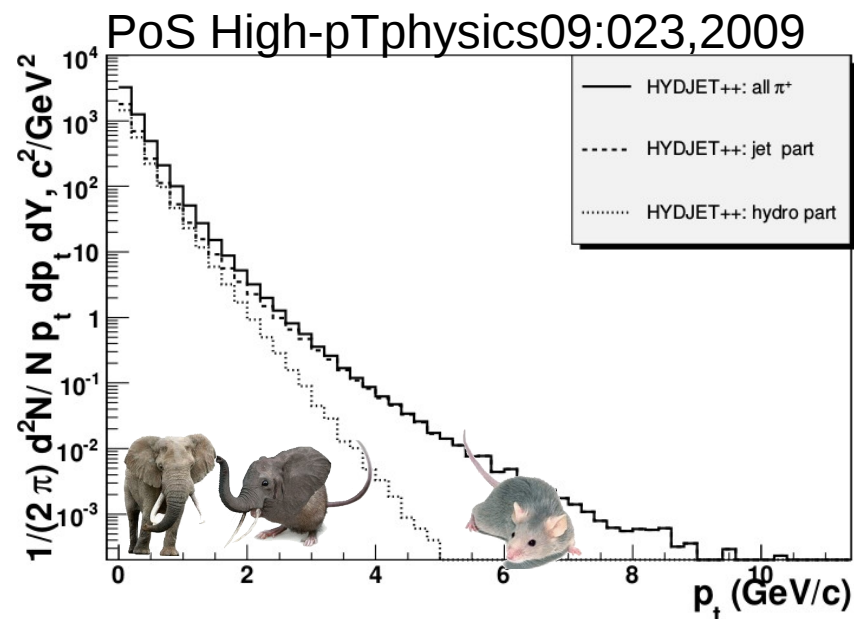 PoS High-pTphysics09:023,2009
10⁴
10³
10²
10
1
10⁻¹
10⁻²
10⁻³
1/(2 π) d²N/ N pₜ dpₜ dY, c²/GeV²
HYDJET++: all π⁺
HYDJET++: jet part
HYDJET++: hydro part
0 2 4 6 8 10
pₜ (GeV/c)